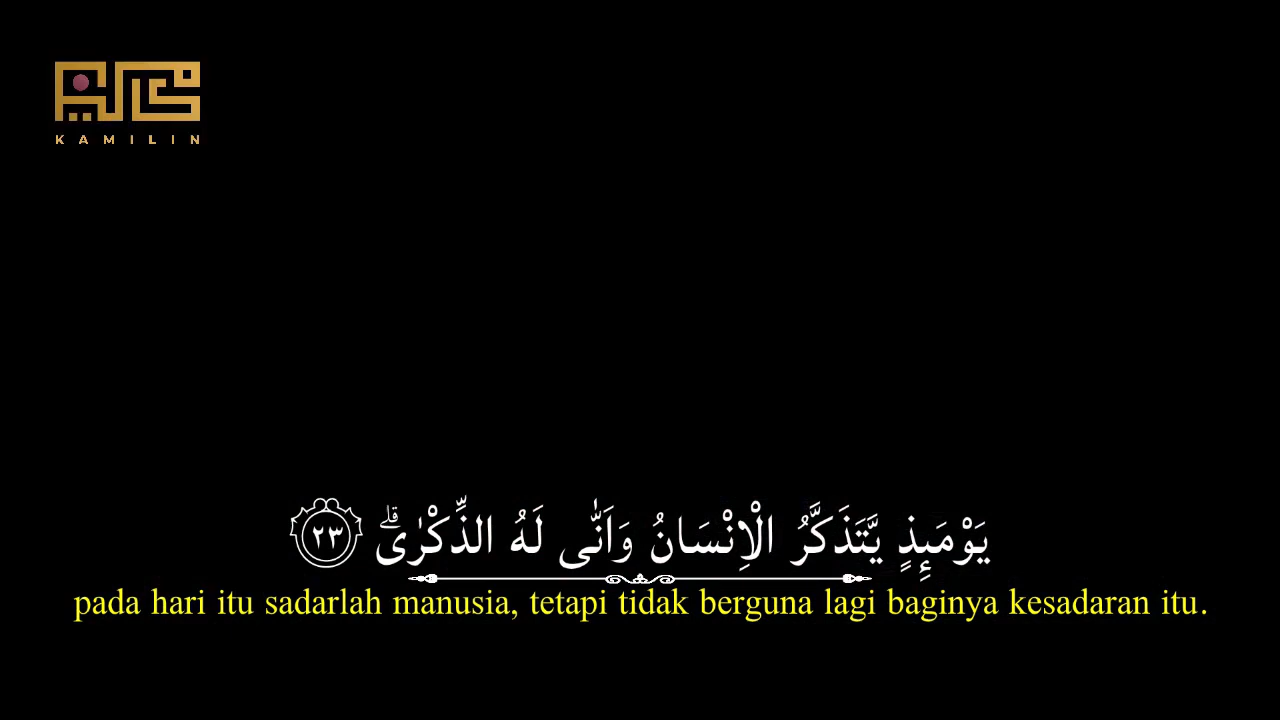 KAMILIN
يَوْمَىِٕذٍ يَّتَذَكَّرُ الْاِنْسَانُ وَاَنّٰى لَهُ الذِّكْرٰىۗ ٢٣
pada hari itu sadarlah manusia, tetapi tidak berguna lagi baginya kesadaran itu.